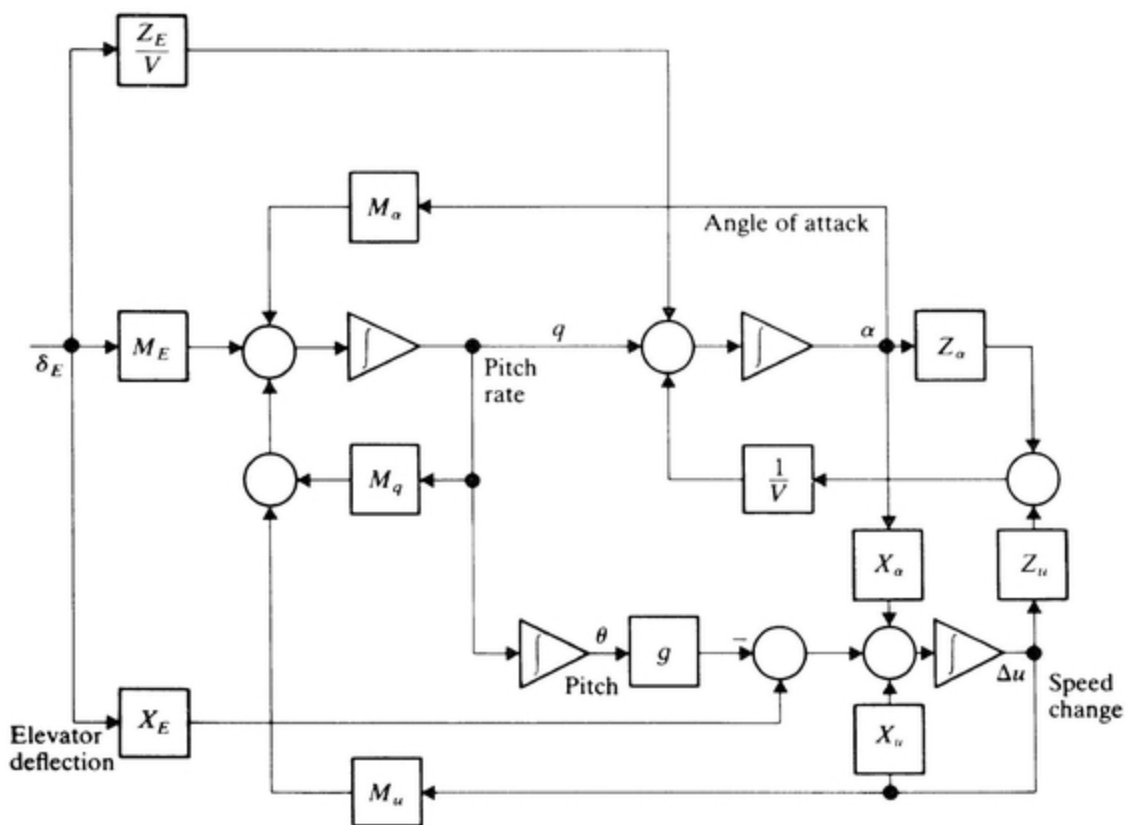 Z_E
V
M_α
Angle of attack
δ_E
M_E
∫
q
Pitch
rate
∫
α
Z_α
M_q
1
V
X_α
Z_u
∫
θ
Pitch
g
−
∫
Δu
Speed
change
Elevator
deflection
X_E
X_u
M_u